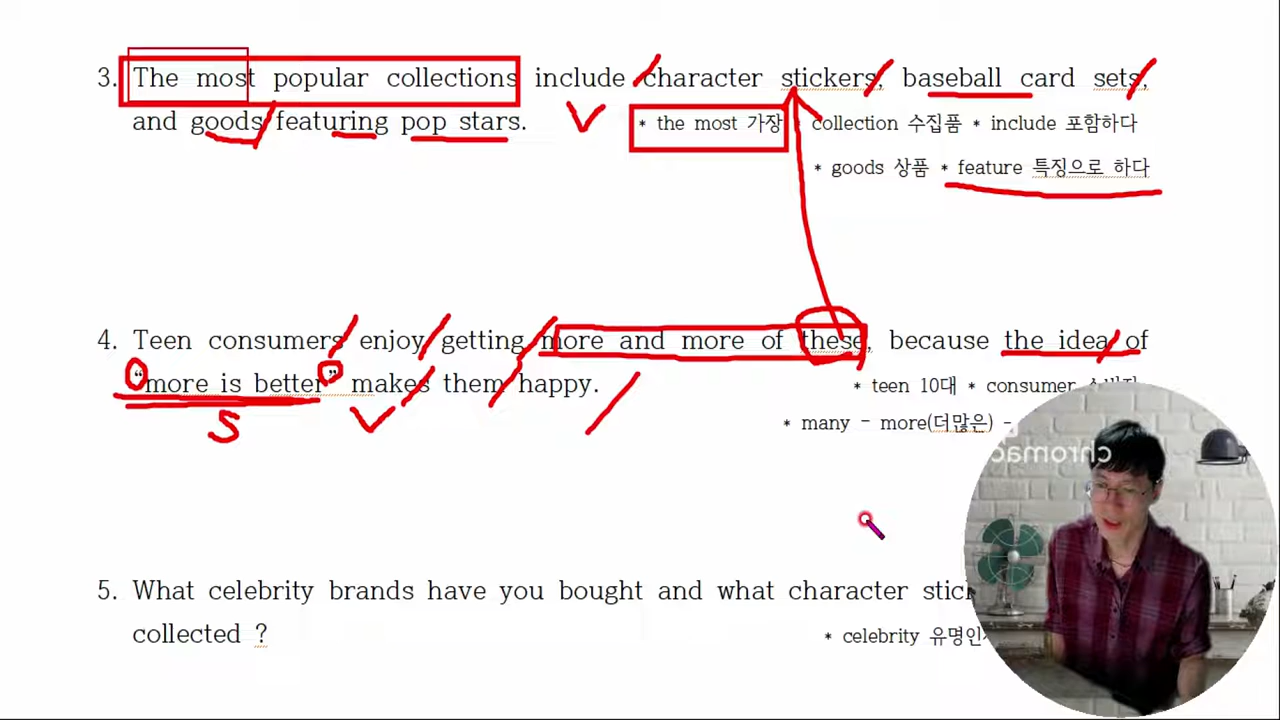 3. The most popular collections include character stickers, baseball card sets,
and goods featuring pop stars. * the most 가장 collection 수집품 * include 포함하다
* goods 상품 * feature 특징으로 하다
4. Teen consumers enjoy getting more and more of these, because the idea of
"more is better" makes them happy. * teen 10대 * consumer
S * many - more(더많은) -
chromac
5. What celebrity brands have you bought and what character
collected ? * celebrity